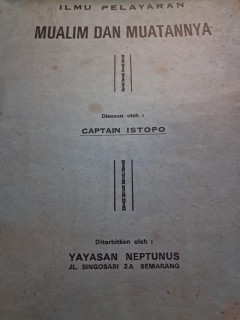 ILMU PELAYARAN
MUALIM DAN MUATANNYA
Disusun oleh :
CAPTAIN ISTOPO
Diterbitkan oleh :
YAYASAN NEPTUNUS
JL. SINGOSARI 2A SEMARANG